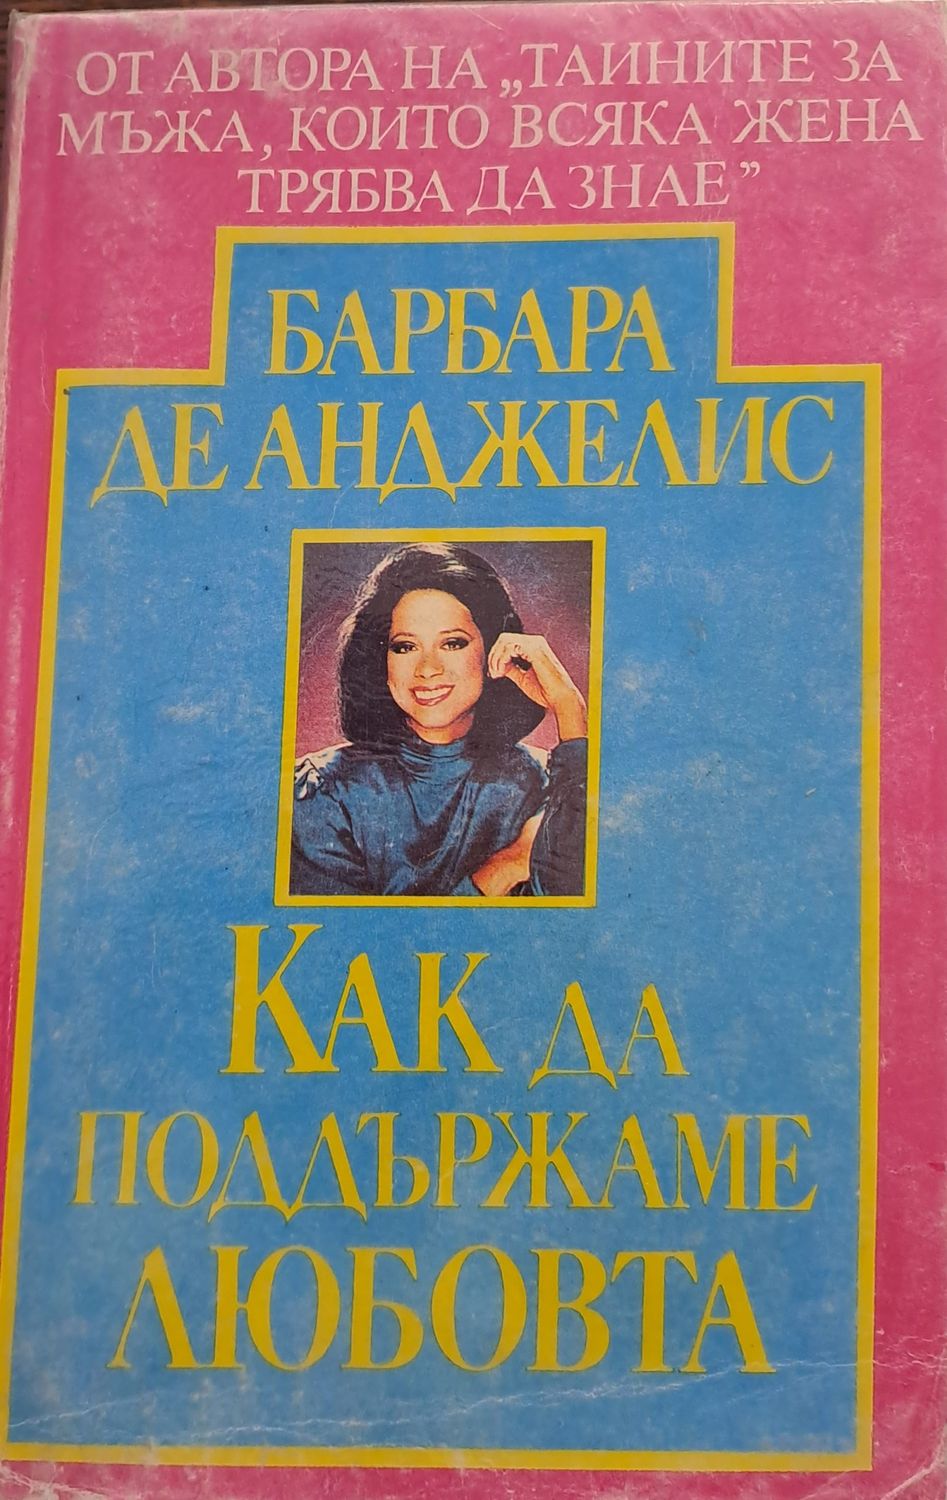 ОТ АВТОРА НА „ТАЙНИТЕ ЗА
МЪЖА, КОИТО ВСЯКА ЖЕНА
ТРЯБВА ДА ЗНАЕ”
БАРБАРА
ДЕ АНДЖЕЛИС
КАК ДА
ПОДДЪРЖАМЕ
ЛЮБОВТА